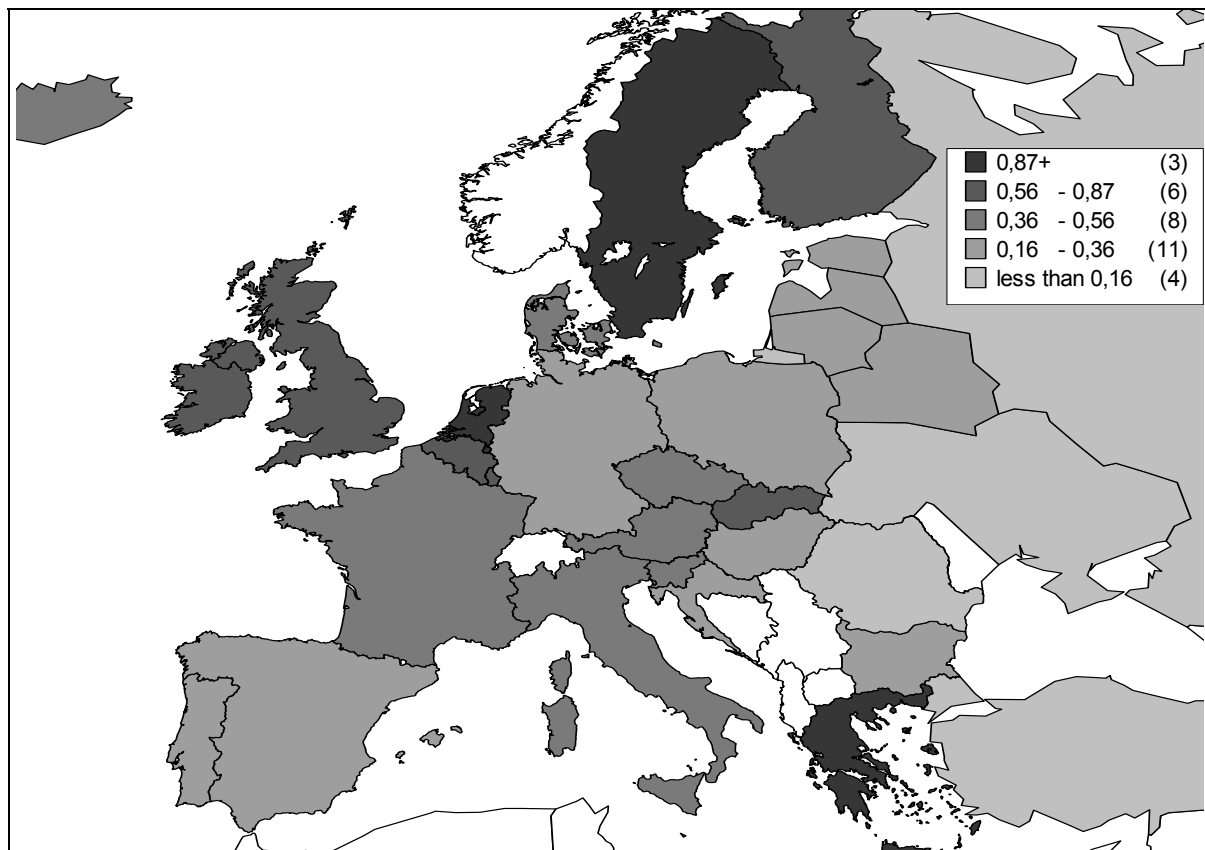 0,87+ (3)
0,56 - 0,87 (6)
0,36 - 0,56 (8)
0,16 - 0,36 (11)
less than 0,16 (4)